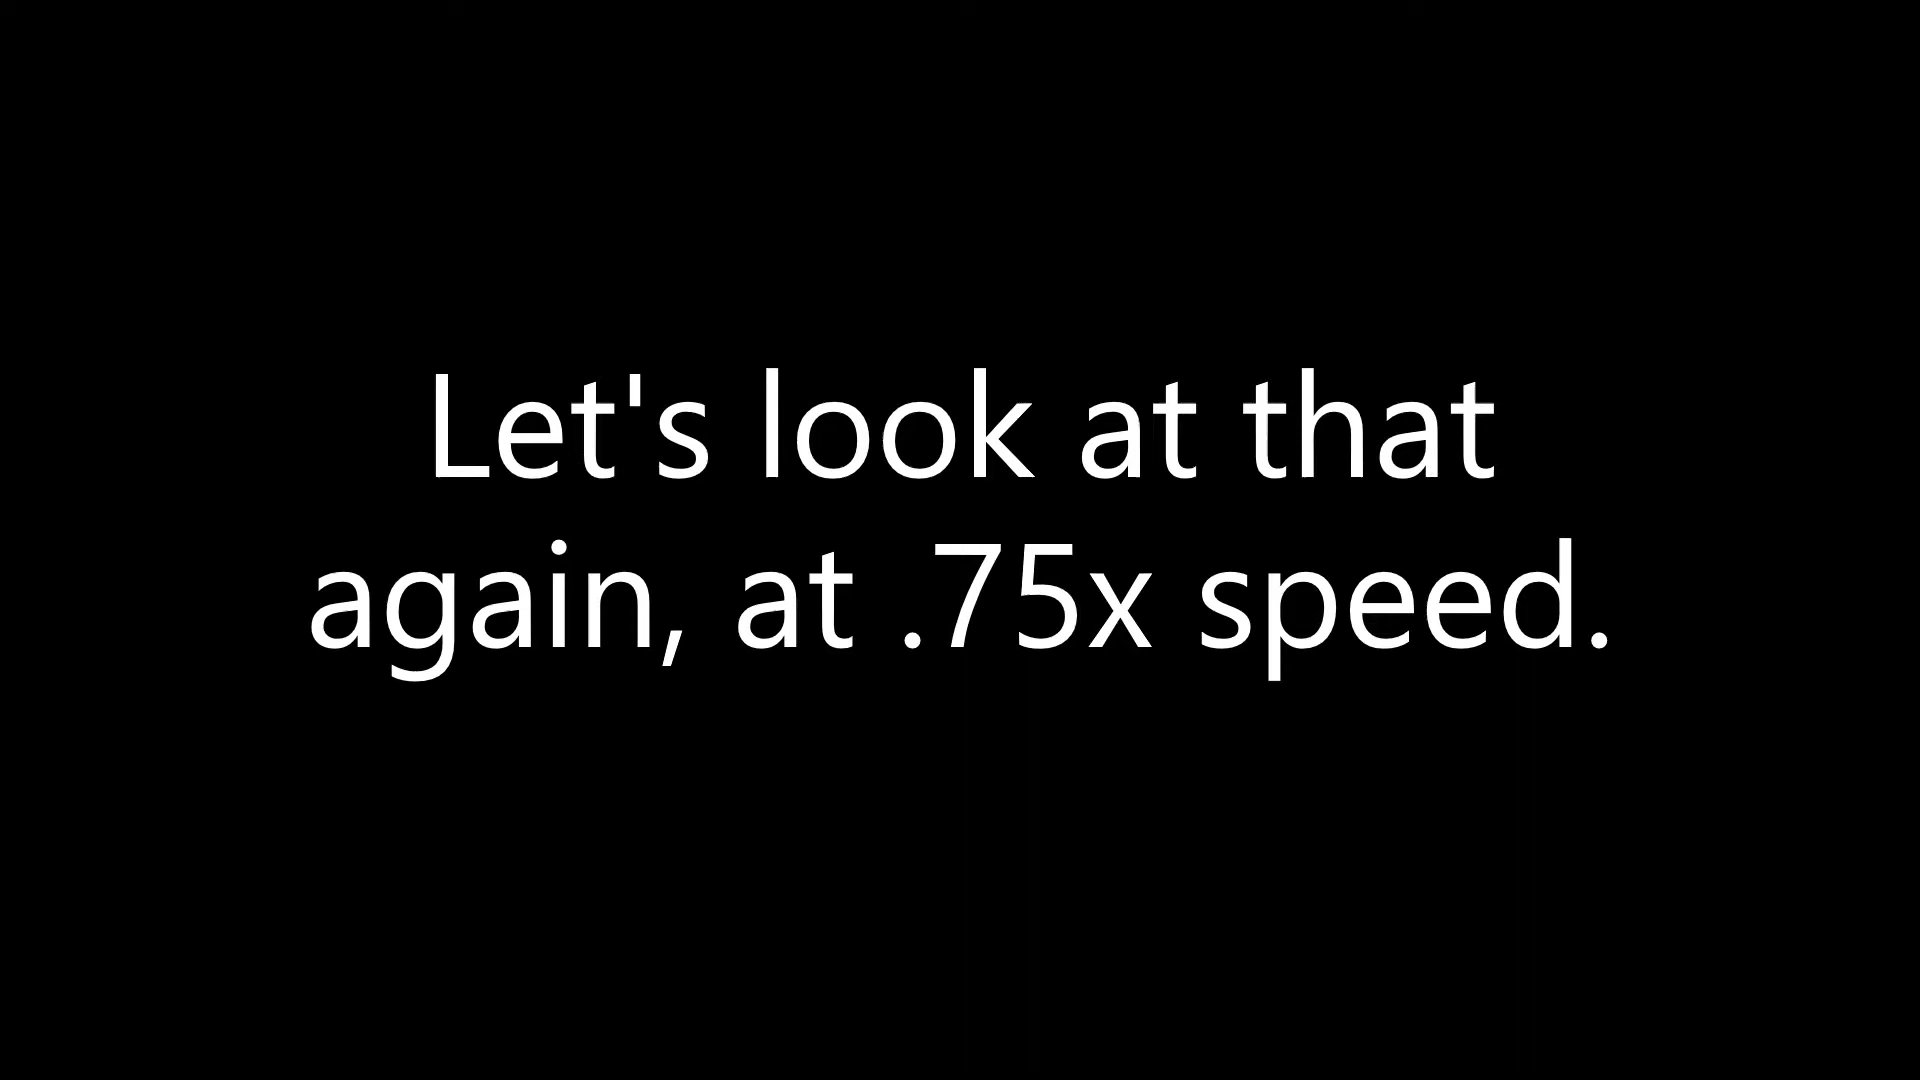 Let's look at that
again, at .75x speed.